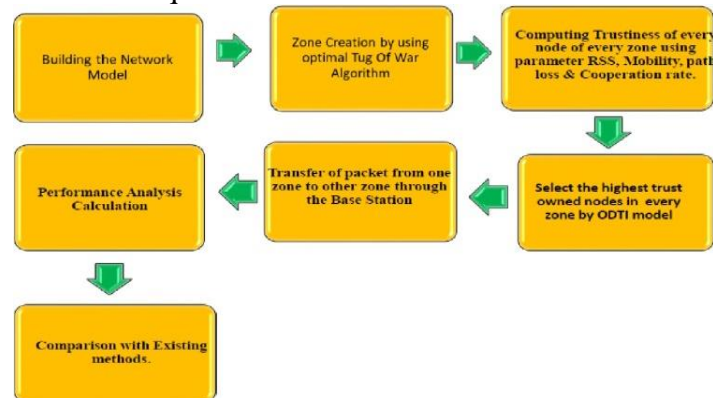 Building the Network
Model
Zone Creation by using
optimal Tug Of War
Algorithm
Computing Trustiness of every
node of every zone using
parameter RSS, Mobility, path
loss & Cooperation rate.
Performance Analysis
Calculation
Transfer of packet from one
zone to other zone through
the Base Station
Select the highest trust
owned nodes in every
zone by ODTI model
Comparison with Existing
methods.